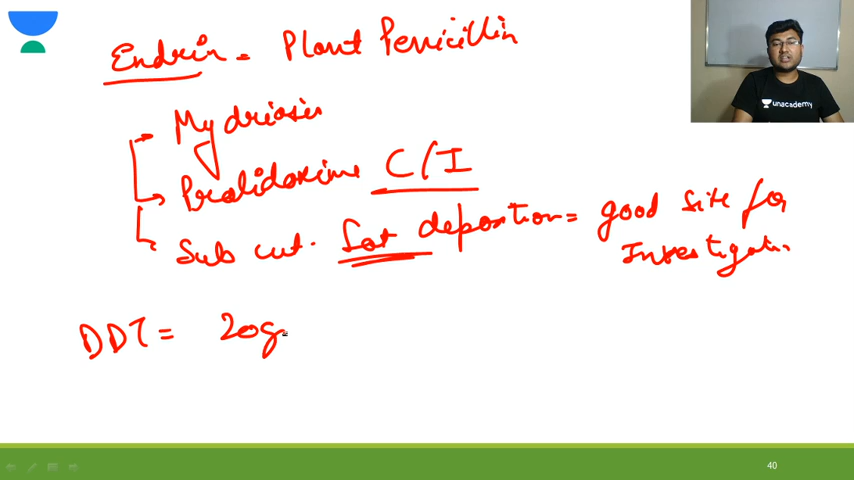 Endrin = Plant Penicillin
Mydriasis
Pralidoxime C/I
Sub cut. fat deposition = good site for
Investigation
DDT = 20g
unacademy
40